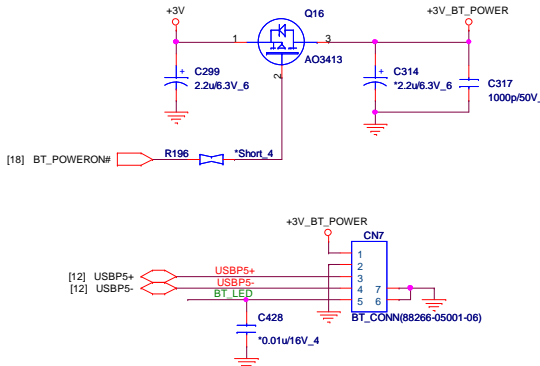 +3V
Q16
+3V_BT_POWER
1
3
AO3413
2
+
C299
2.2u/6.3V_6
+
C314
*2.2u/6.3V_6
C317
1000p/50V_
[18] BT_POWERON#
R196
*Short_4
+3V_BT_POWER
CN7
1
2
[12] USBP5+
USBP5+
3
[12] USBP5-
USBP5-
4
7
BT_LED
5
6
C428
BT_CONN(88266-05001-06)
*0.01u/16V_4